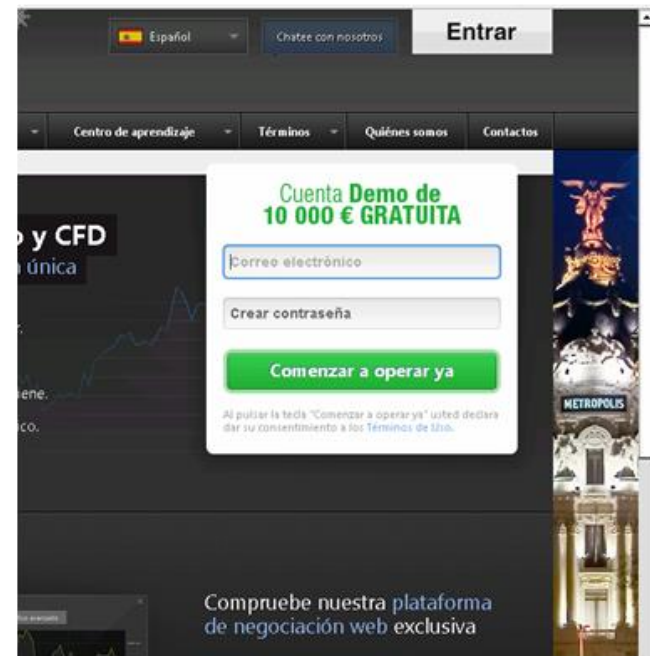 Español
Chatee con nosotros
Entrar
Centro de aprendizaje
Términos
Quiénes somos
Contactos
Cuenta Demo de
10 000 € GRATUITA
y CFD
única
Correo electrónico
Crear contraseña
Comenzar a operar ya
iene.
ico.
Al pulsar la tecla "Comenzar a operar ya" usted declara
dar su consentimiento a los Términos de Uso.
METROPOLIS
Compruebe nuestra plataforma
de negociación web exclusiva